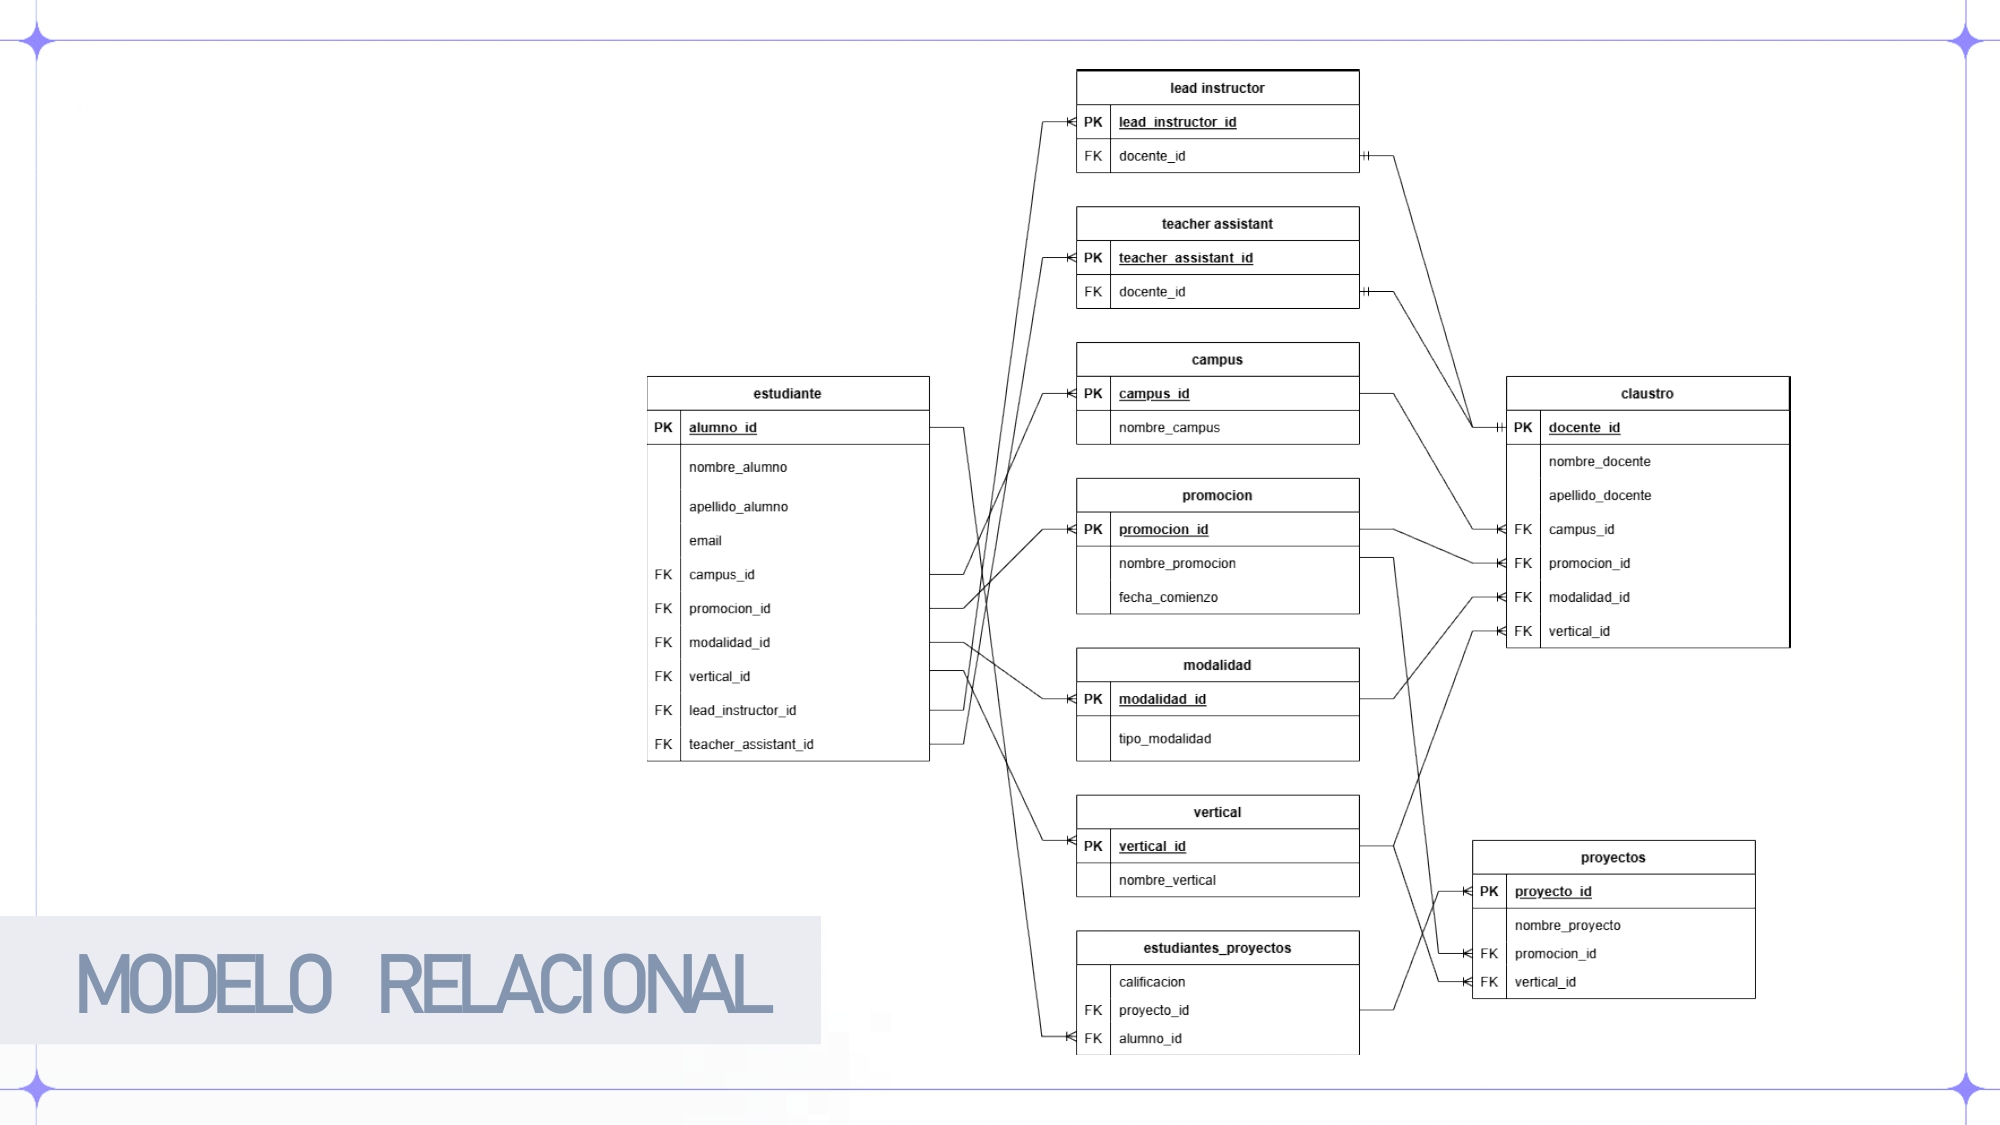 lead instructor
PK lead_instructor_id
FK docente_id
teacher assistant
PK teacher_assistant_id
FK docente_id
campus
PK campus_id
nombre_campus
estudiante
PK alumno_id
nombre_alumno
apellido_alumno
email
FK campus_id
FK promocion_id
FK modalidad_id
FK vertical_id
FK lead_instructor_id
FK teacher_assistant_id
claustro
PK docente_id
nombre_docente
apellido_docente
FK campus_id
FK promocion_id
FK modalidad_id
FK vertical_id
promocion
PK promocion_id
nombre_promocion
fecha_comienzo
modalidad
PK modalidad_id
tipo_modalidad
vertical
PK vertical_id
nombre_vertical
proyectos
PK proyecto_id
nombre_proyecto
FK promocion_id
FK vertical_id
estudiantes_proyectos
calificacion
FK proyecto_id
FK alumno_id
MODELO RELACIONAL